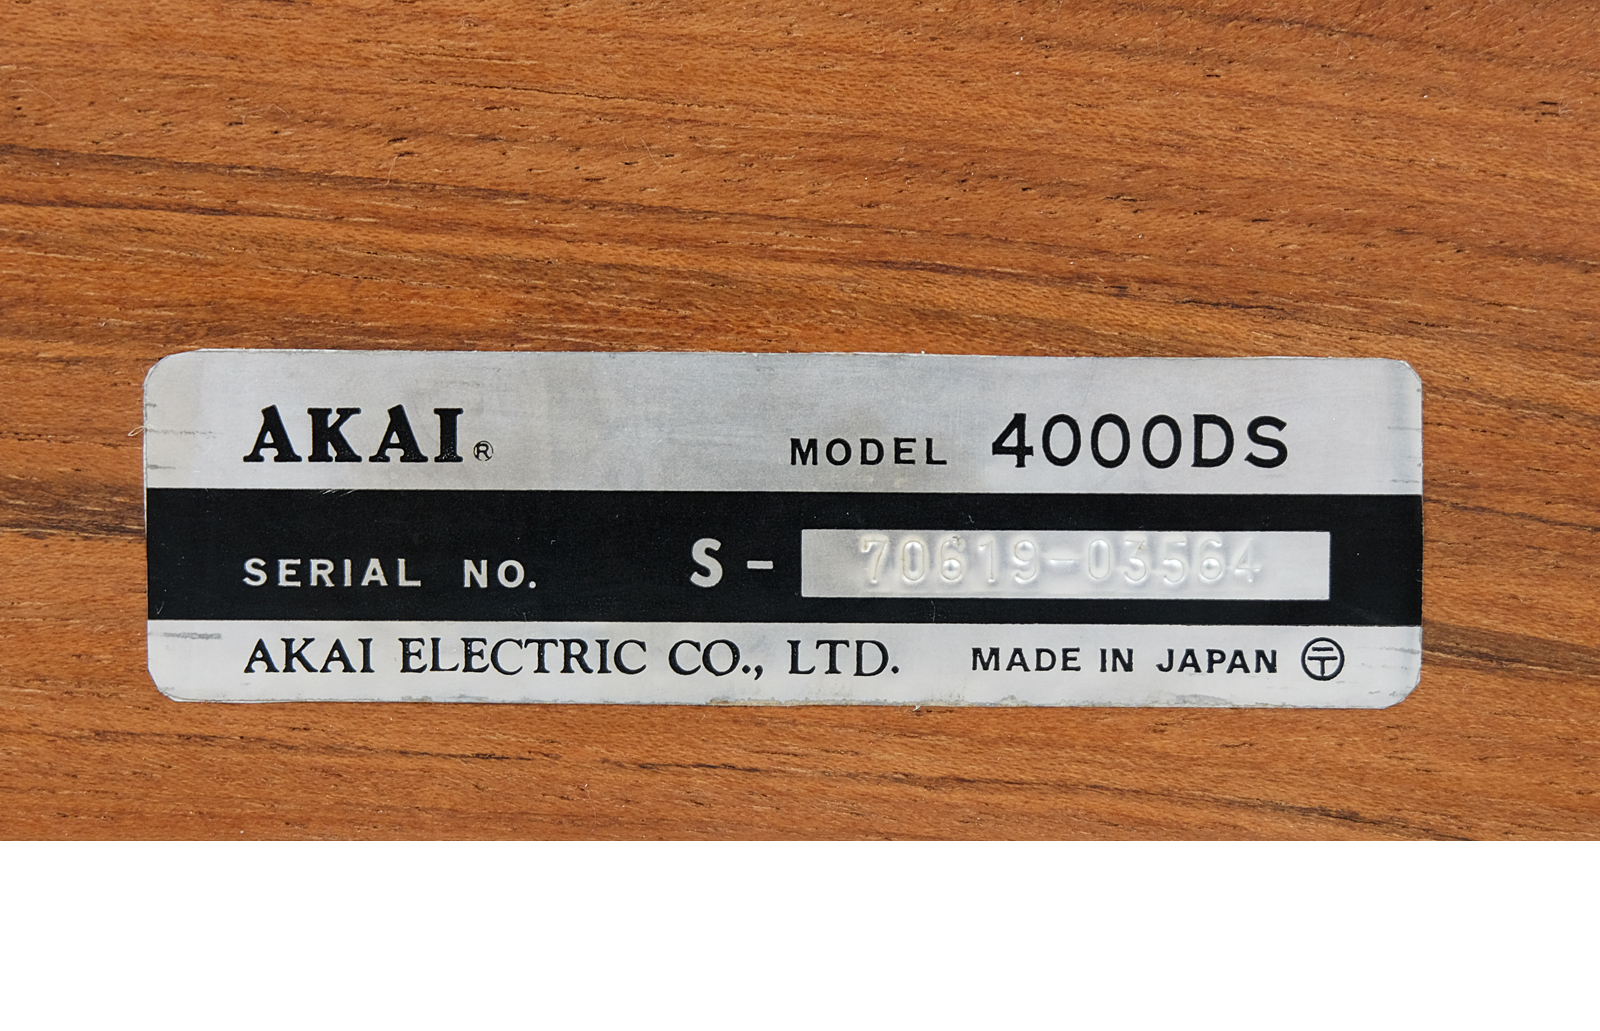 AKAI®
MODEL 4000DS
SERIAL NO. S-70619-03564
AKAI ELECTRIC CO., LTD. MADE IN JAPAN 〶